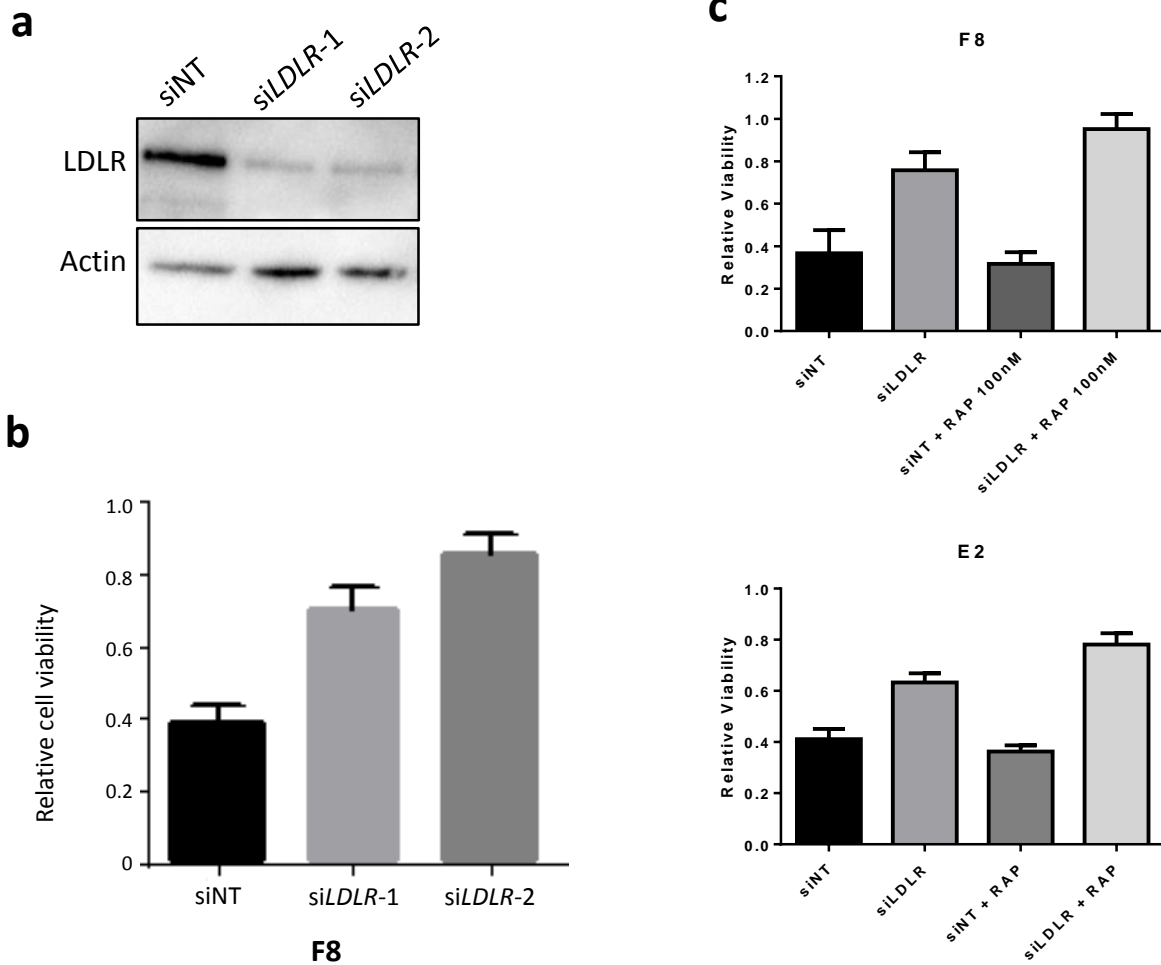 a
siNT
siLDLR-1
siLDLR-2
LDLR
Actin
b
Relative cell viability
1.0
0.8
0.6
0.4
0.2
0
siNT
siLDLR-1
siLDLR-2
F8
c
F8
Relative Viability
1.2
1.0
0.8
0.6
0.4
0.2
0.0
siNT
siLDLR
siNT + RAP 100nM
siLDLR + RAP 100nM
E2
Relative Viability
1.0
0.8
0.6
0.4
0.2
0.0
siNT
siLDLR
siNT + RAP
siLDLR + RAP